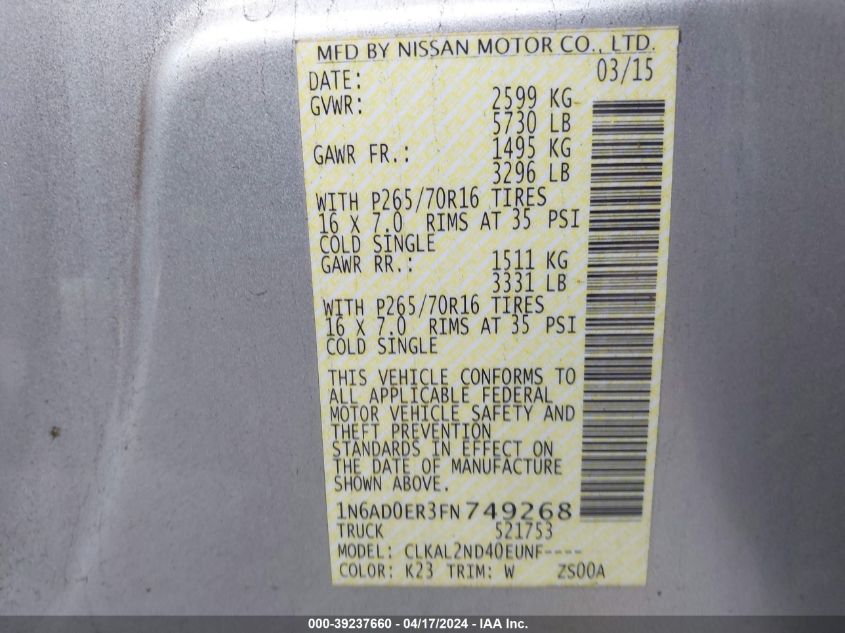 MFD BY NISSAN MOTOR CO., LTD.
DATE: 03/15
GVWR: 2599 KG
5730 LB
GAWR FR.: 1495 KG
3296 LB
WITH P265/70R16 TIRES
16 X 7.0 RIMS AT 35 PSI
COLD SINGLE
GAWR RR.: 1511 KG
3331 LB
WITH P265/70R16 TIRES
16 X 7.0 RIMS AT 35 PSI
COLD SINGLE
THIS VEHICLE CONFORMS TO
ALL APPLICABLE FEDERAL
MOTOR VEHICLE SAFETY AND
THEFT PREVENTION
STANDARDS IN EFFECT ON
THE DATE OF MANUFACTURE
SHOWN ABOVE.
1N6AD0ER3FN749268
TRUCK 521753
MODEL: CLKAL2ND40EUNF----
COLOR: K23 TRIM: W ZS00A
000-39237660 - 04/17/2024 - IAA Inc.